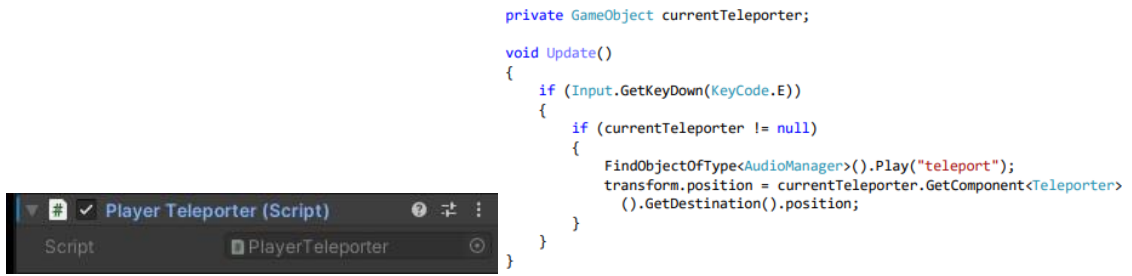 private GameObject currentTeleporter;
void Update()
{
if (Input.GetKeyDown(KeyCode.E))
{
if (currentTeleporter != null)
{
FindObjectOfType<AudioManager>().Play("teleport");
transform.position = currentTeleporter.GetComponent<Teleporter>
().GetDestination().position;
}
}
}
# Player Teleporter (Script)
Script PlayerTeleporter